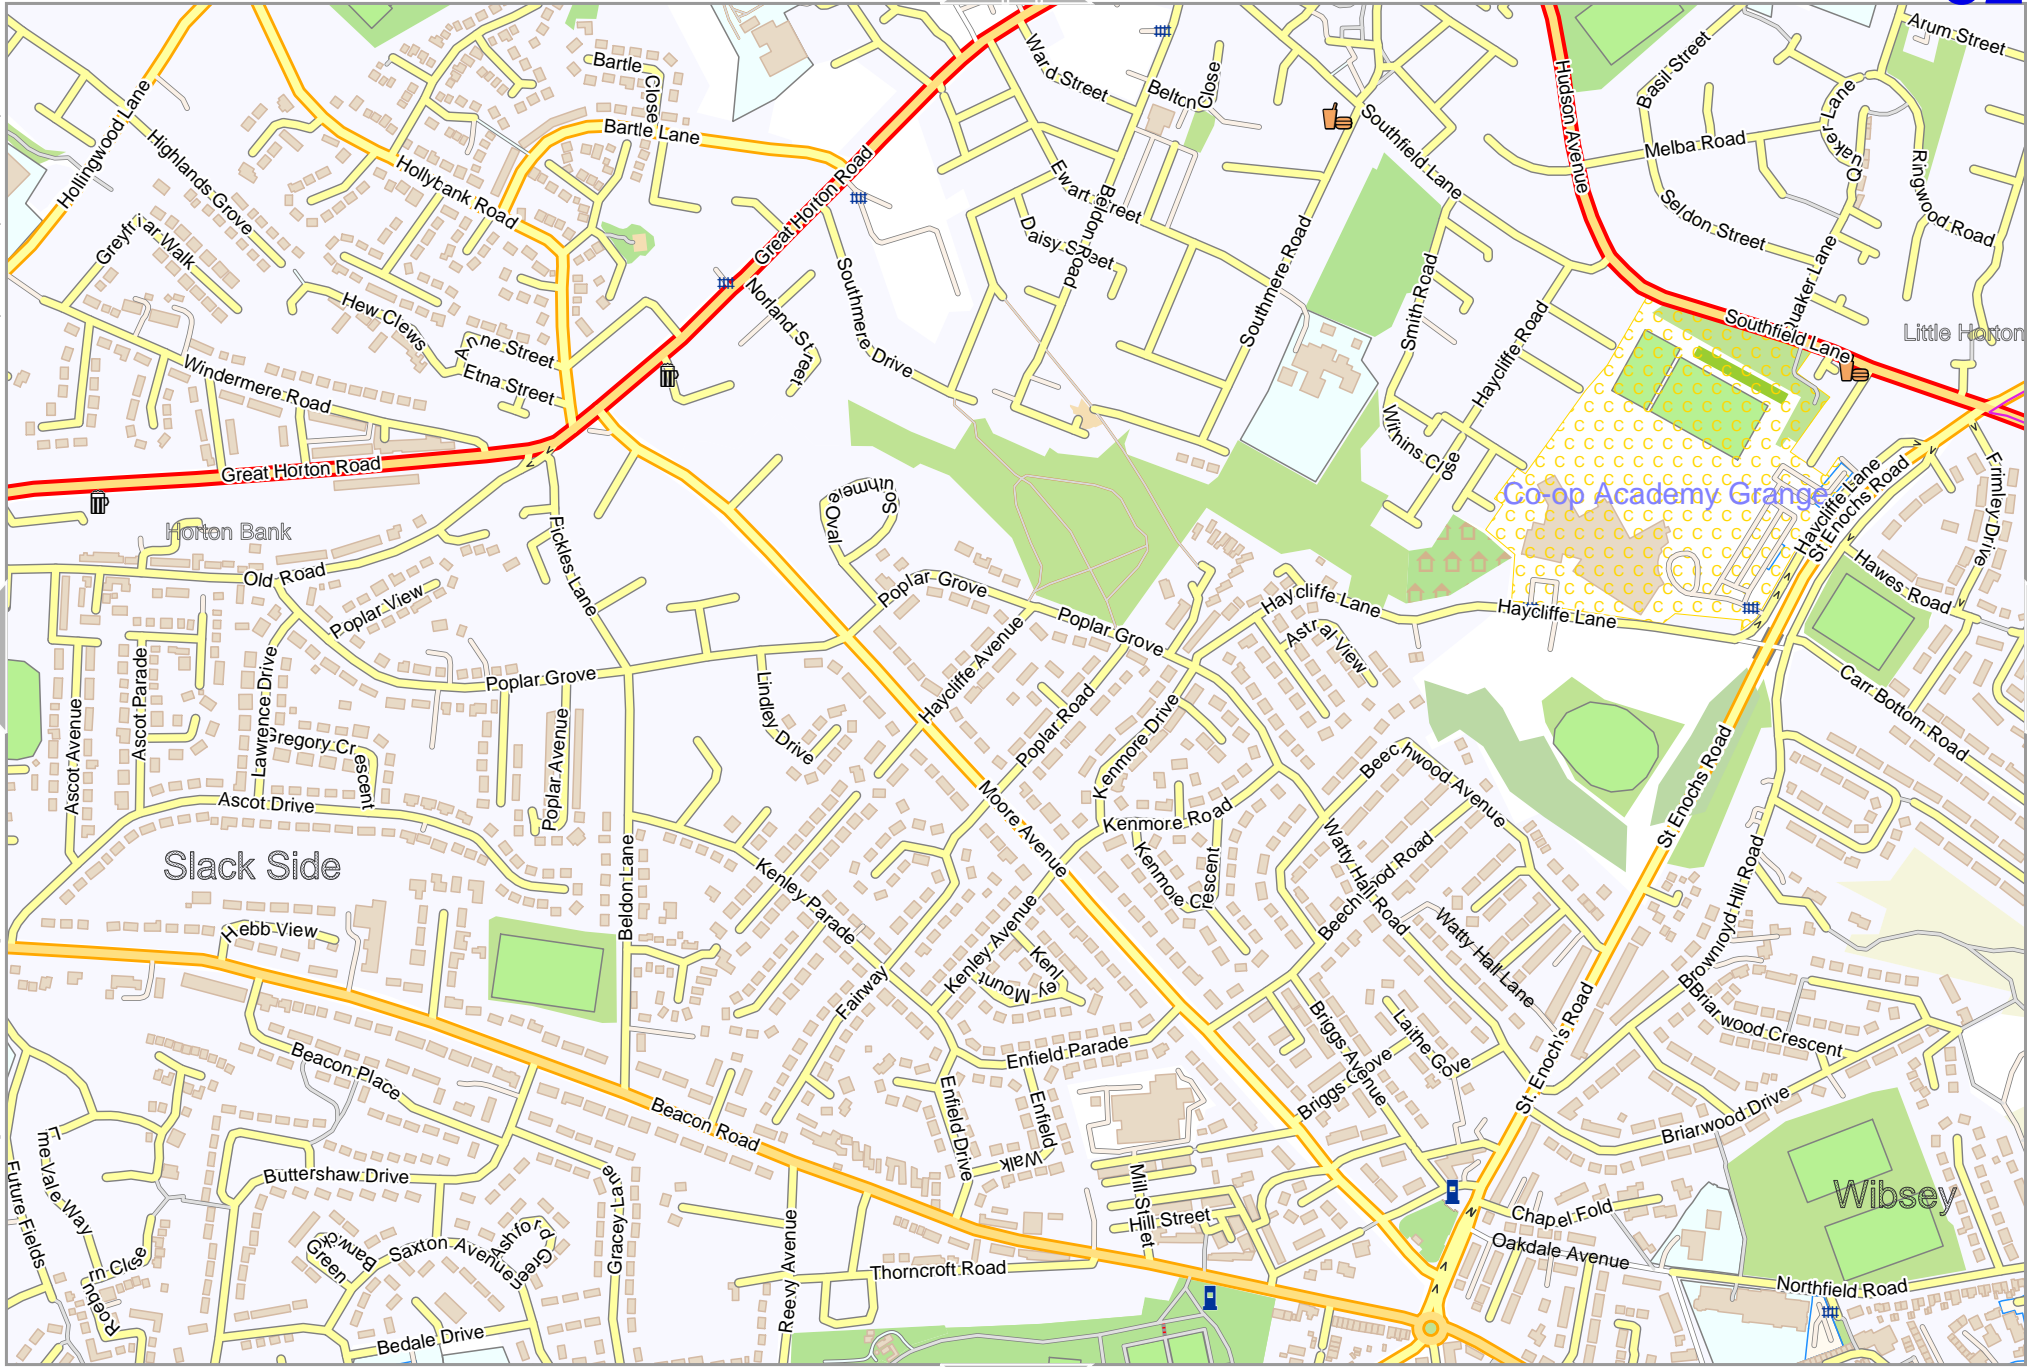 Arum Street
Ward Street
Bartle Close
Basil Street
Hudson Avenue
Belton Close
Hollingwood Lane
Bartle Lane
Southfield Lane
Quaker Lane
Melba Road
Highlands Grove
Hollybank Road
Great Horton Road
Ewart Street
Beldon Road
Ringwood Road
Seldon Street
Greyfriar Walk
Daisy Street
Southmere Road
Quaker Lane
Southmere Drive
Norland Street
Smith Road
Hew Clews
Southfield Lane
Little Horton
Haycliffe Road
Etna Street
Windermere Road
Withins Close
Great Horton Road
Haycliffe Lane
St Enochs Road
Frimley Drive
Co-op Academy Grange
Southmere Oval
Horton Bank
Pickles Lane
Old Road
Poplar View
Poplar Grove
Poplar Grove
Haycliffe Lane
Haycliffe Lane
Hawes Road
Astral View
Ascot Parade
Lawrence Drive
Haycliffe Avenue
Poplar Grove
Lindley Drive
Carr Bottom Road
Ascot Avenue
Gregory Crescent
Poplar Avenue
Poplar Road
Kenmore Drive
Beechwood Avenue
St Enochs Road
Ascot Drive
Moore Avenue
Kenmore Road
Slack Side
Beldon Lane
Kenley Parade
Kenmore Crescent
Watty Hall Road
Beechwood Road
Brownroyd Hill Road
Hebb View
Kenley Avenue
Watty Hall Lane
Kenley Mount
Fairway
Briarwood Crescent
Briggs Avenue
Laithe Gove
St. Enoch's Road
Beacon Place
Enfield Parade
Briggs Gove
Beacon Road
Enfield Drive
Enfield Walk
Briarwood Drive
Buttershaw Drive
Gracey Lane
Mill Street
Wibsey
Future Fields
Hill Street
Chapel Fold
Barwick Green
Saxton Avenue
Ashford Green
Oakdale Avenue
Reevy Avenue
Thorncroft Road
Northfield Road
Bedale Drive